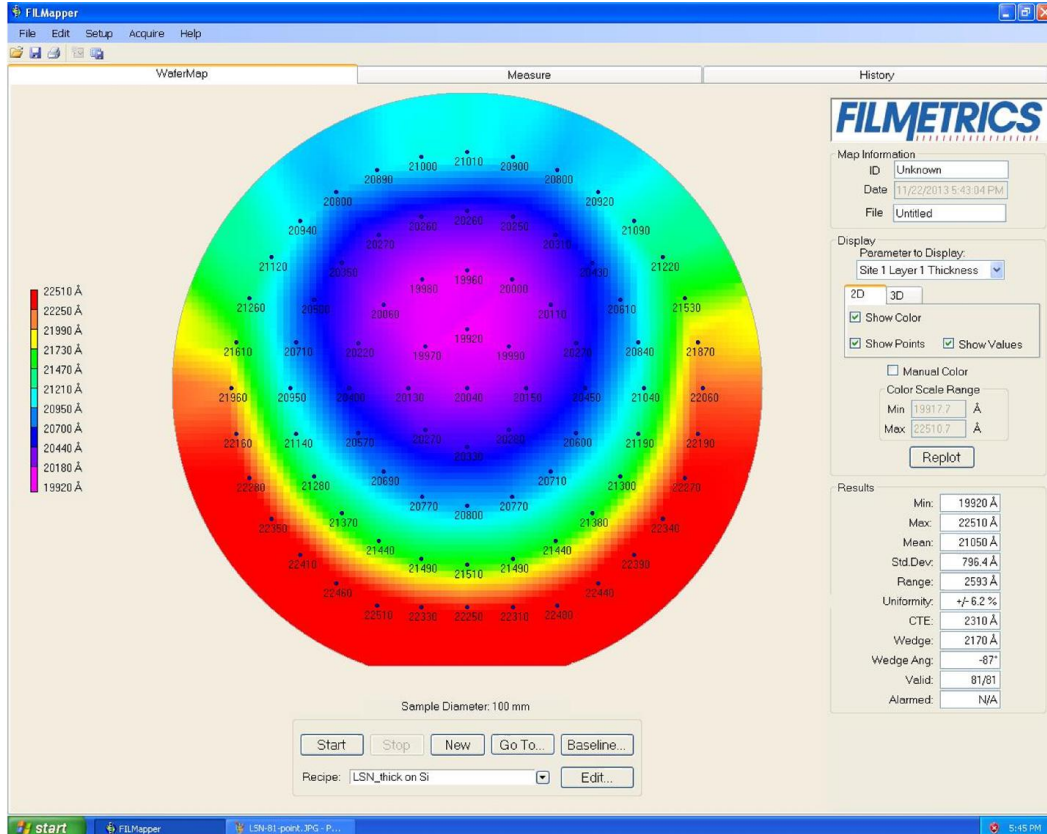 FILMapper
File Edit Setup Acquire Help
WaferMap Measure History
FILMETRICS
Map Information
ID Unknown
Date 11/22/2013 5:43:04 PM
File Untitled
Display
Parameter to Display:
Site 1 Layer 1 Thickness
2D 3D
Show Color
Show Points Show Values
Manual Color
Color Scale Range
Min 19917.7 Å
Max 22510.7 Å
Replot
Results
Min: 19920 Å
Max: 22510 Å
Mean: 21050 Å
Std.Dev: 796.4 Å
Range: 2593 Å
Uniformity: +/- 6.2 %
CTE: 2310 Å
Wedge: 2170 Å
Wedge Ang: -87°
Valid: 81/81
Alarmed: N/A
22510 Å
22250 Å
21990 Å
21730 Å
21470 Å
21210 Å
20950 Å
20700 Å
20440 Å
20180 Å
19920 Å
20890 21000 21010 20900 20800
20800 20920
20940 20270 20260 20260 20250 20310 21090
21120 20350 20430 21220
19980 19960 20000
21260 20500 20060 20110 20610 21530
21610 20710 20220 19970 19920 19990 20270 20840 21870
21960 20950 20400 20130 20040 20150 20450 21040 22060
22160 21140 20570 20270 20330 20280 20600 21190 22190
22280 21280 20690 20710 21300 22270
22350 21370 20770 20800 20770 21380 22340
22410 21440 21490 21510 21490 21440 22390
22460 22440
22510 22330 22250 22310 22400
Sample Diameter: 100 mm
Start Stop New Go To... Baseline...
Recipe: LSN_thick on Si Edit...
start FILMapper LSN-81-point.JPG - P... 5:45 PM